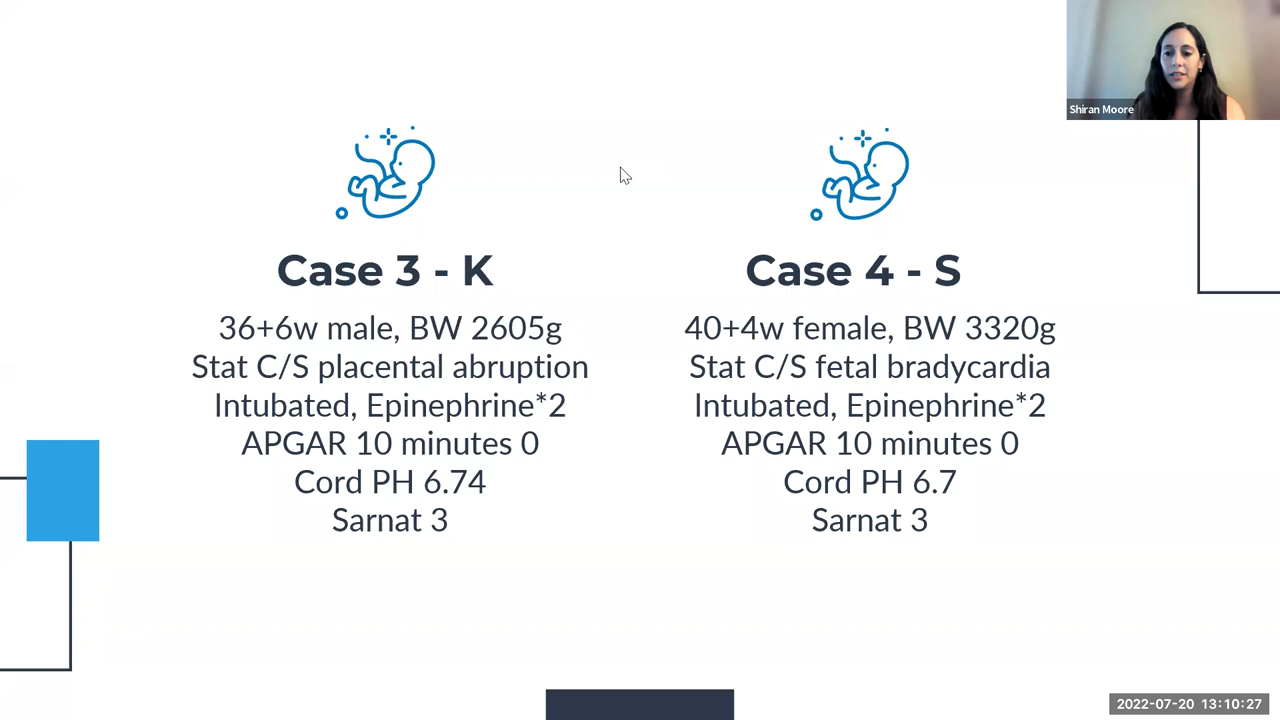 Shiran Moore
Case 3 - K
36+6w male, BW 2605g
Stat C/S placental abruption
Intubated, Epinephrine*2
APGAR 10 minutes 0
Cord PH 6.74
Sarnat 3
Case 4 - S
40+4w female, BW 3320g
Stat C/S fetal bradycardia
Intubated, Epinephrine*2
APGAR 10 minutes 0
Cord PH 6.7
Sarnat 3
2022-07-20 13:10:27